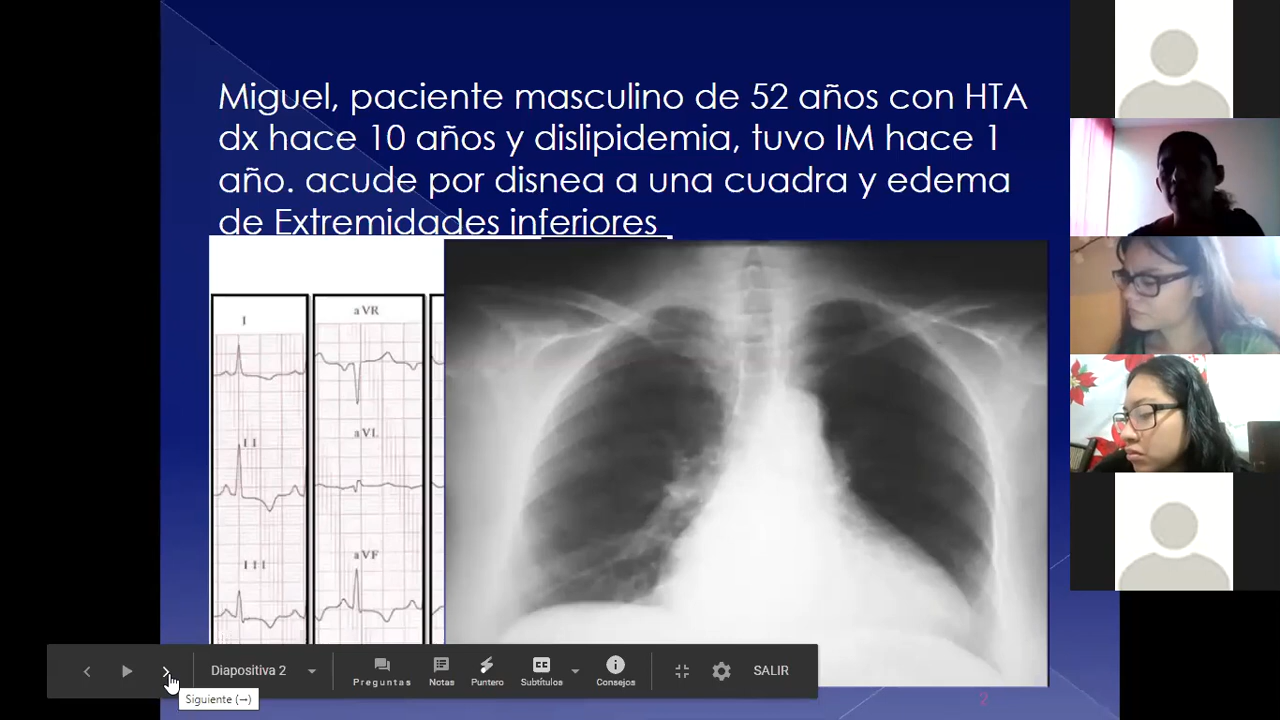 Miguel, paciente masculino de 52 años con HTA
dx hace 10 años y dislipidemia, tuvo IM hace 1
año. acude por disnea a una cuadra y edema
de Extremidades inferiores
I
aVR
II
aVL
III
aVF
Diapositiva 2
Preguntas
Notas
Puntero
CC
Subtítulos
Consejos
SALIR
Siguiente (→)
2